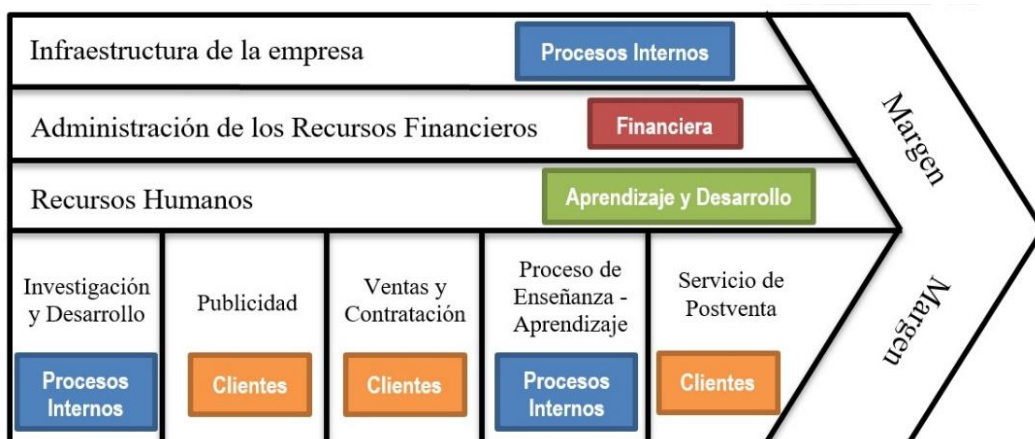 Infraestructura de la empresa
Procesos Internos
Administración de los Recursos Financieros
Financiera
Recursos Humanos
Aprendizaje y Desarrollo
Margen
Margen
Investigación
y Desarrollo
Procesos
Internos
Publicidad
Clientes
Ventas y
Contratación
Clientes
Proceso de
Enseñanza -
Aprendizaje
Procesos
Internos
Servicio de
Postventa
Clientes